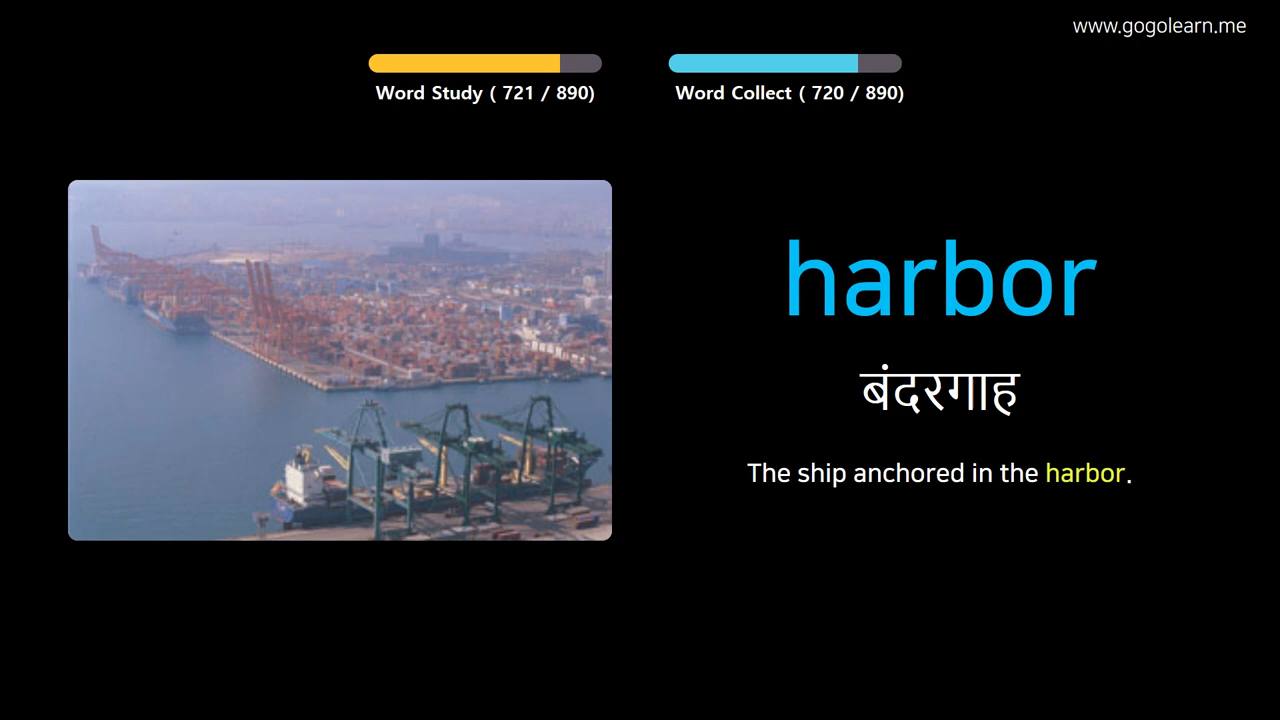 www.gogolearn.me
Word Study ( 721 / 890)
Word Collect ( 720 / 890)
harbor
बंदरगाह
The ship anchored in the harbor.